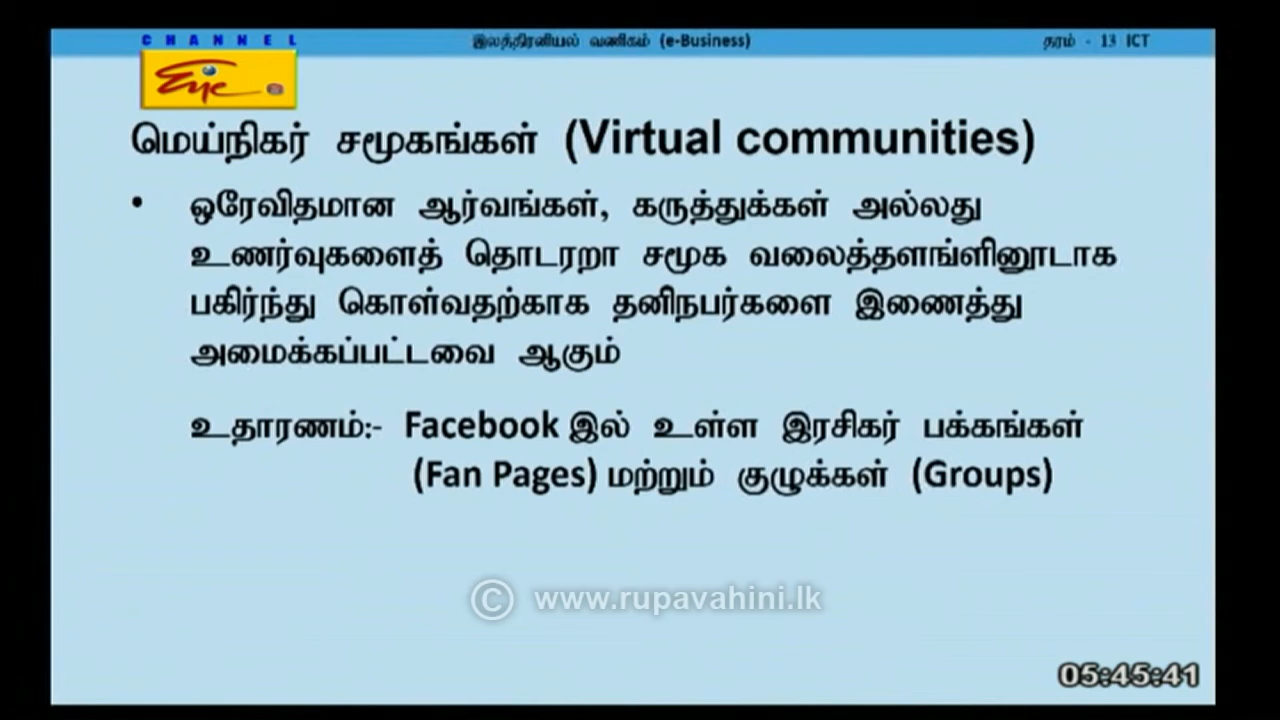 CHANNEL
Eye
இலத்திரனியல் வணிகம் (e-Business)
தரம் - 13 ICT
மெய்நிகர் சமூகங்கள் (Virtual communities)
• ஒரேவிதமான ஆர்வங்கள், கருத்துக்கள் அல்லது
உணர்வுகளைத் தொடரறா சமூக வலைத்தளங்ளினூடாக
பகிர்ந்து கொள்வதற்காக தனிநபர்களை இணைத்து
அமைக்கப்பட்டவை ஆகும்
உதாரணம்:- Facebook இல் உள்ள இரசிகர் பக்கங்கள்
(Fan Pages) மற்றும் குழுக்கள் (Groups)
© www.rupavahini.lk
05:45:41